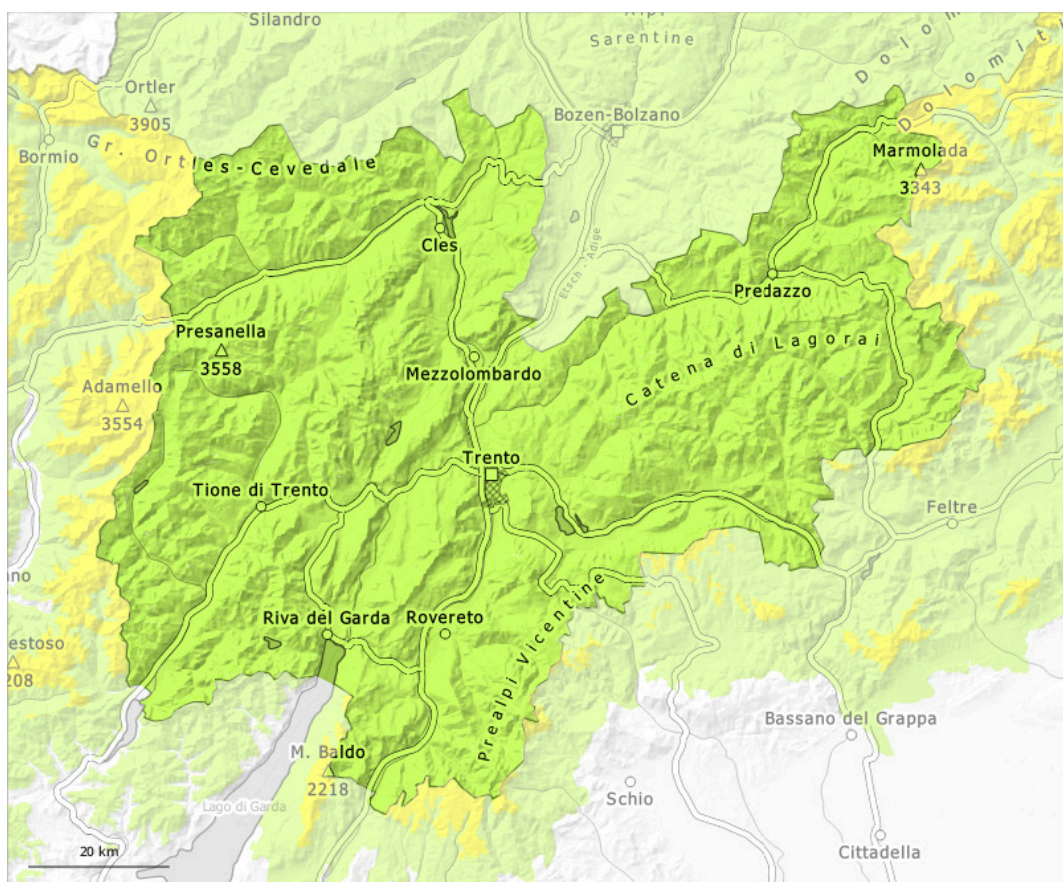 Silandro
Sarentine
Ortler
3905
Bozen-Bolzano
Dolomiti
Bormio
Gr. Ortles-Cevedale
Marmolada
3343
Cles
Etsch - Adige
Predazzo
Presanella
3558
Catena di Lagorai
Mezzolombardo
Adamello
3554
Trento
Tione di Trento
Feltre
Riva del Garda
Rovereto
208
Prealpi Vicentine
Bassano del Grappa
M. Baldo
2218
Lago di Garda
Schio
20 km
Cittadella